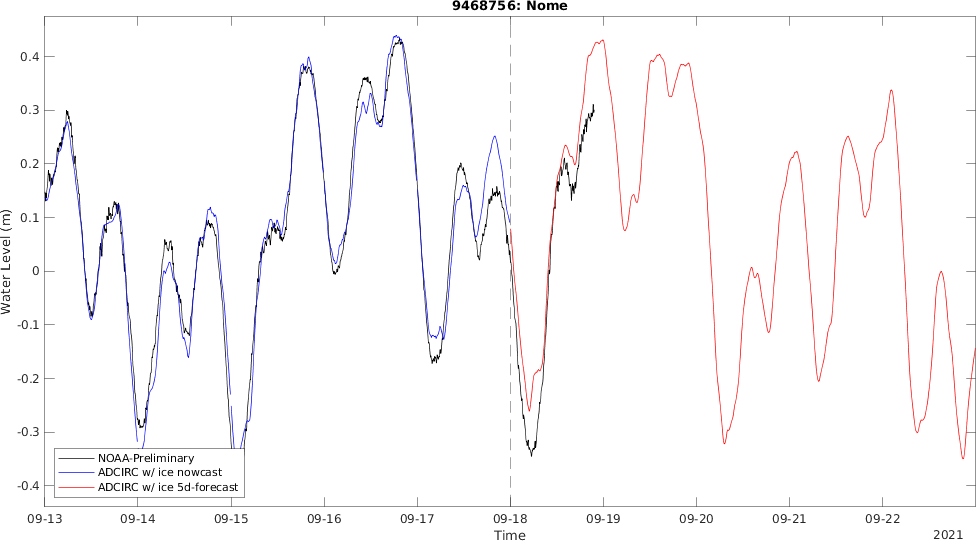 9468756: Nome
Water Level (m)
0.4
0.3
0.2
0.1
0
-0.1
-0.2
-0.3
-0.4
NOAA-Preliminary
ADCIRC w/ ice nowcast
ADCIRC w/ ice 5d-forecast
09-13 09-14 09-15 09-16 09-17 09-18 09-19 09-20 09-21 09-22
Time
2021